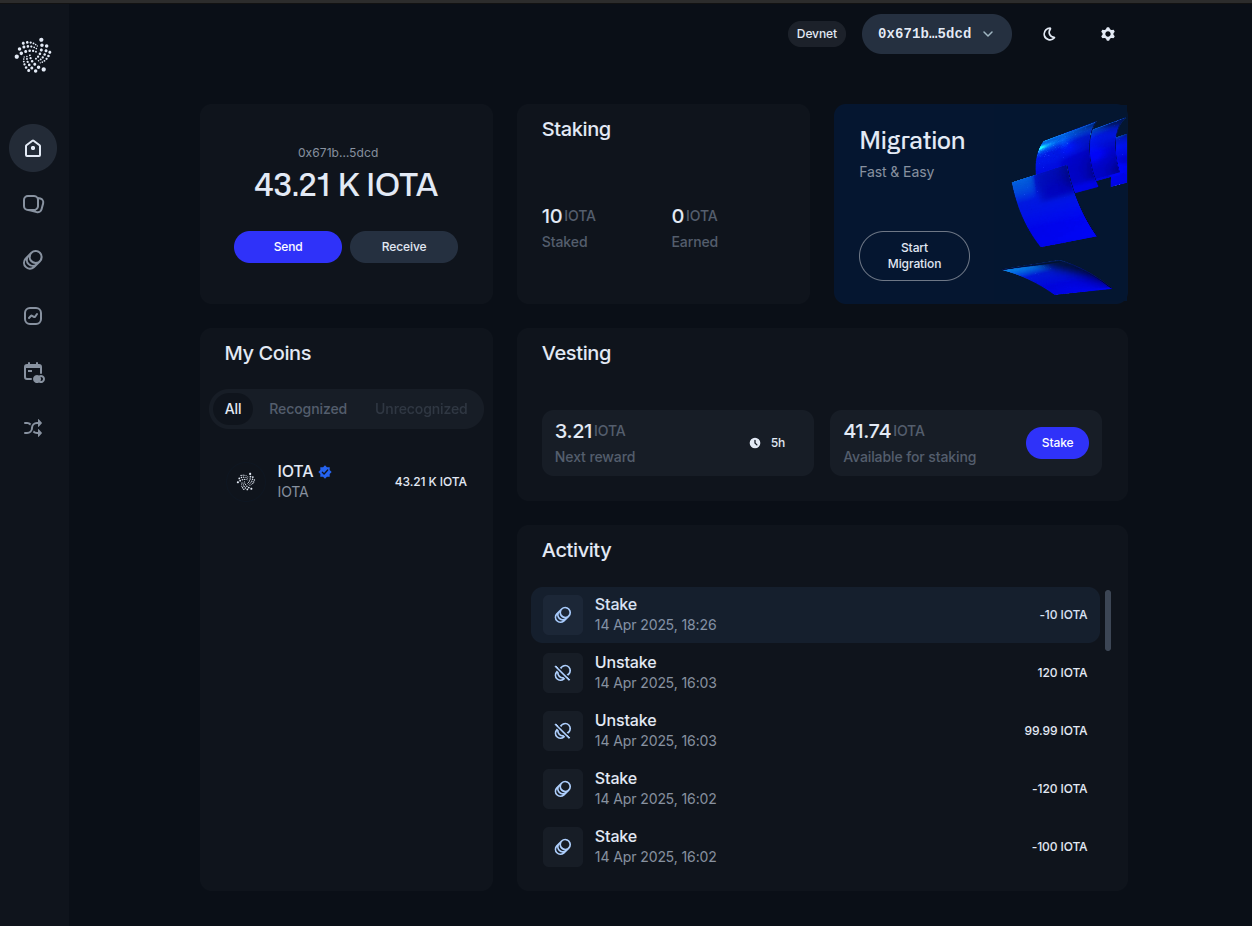 Devnet
0x671b…5dcd
0x671b…5dcd
43.21 K IOTA
Send
Receive
Staking
10 IOTA
Staked
0 IOTA
Earned
Migration
Fast & Easy
Start
Migration
My Coins
All
Recognized
Unrecognized
IOTA
IOTA
43.21 K IOTA
Vesting
3.21 IOTA
Next reward
5h
41.74 IOTA
Available for staking
Stake
Activity
Stake
14 Apr 2025, 18:26
-10 IOTA
Unstake
14 Apr 2025, 16:03
120 IOTA
Unstake
14 Apr 2025, 16:03
99.99 IOTA
Stake
14 Apr 2025, 16:02
-120 IOTA
Stake
14 Apr 2025, 16:02
-100 IOTA